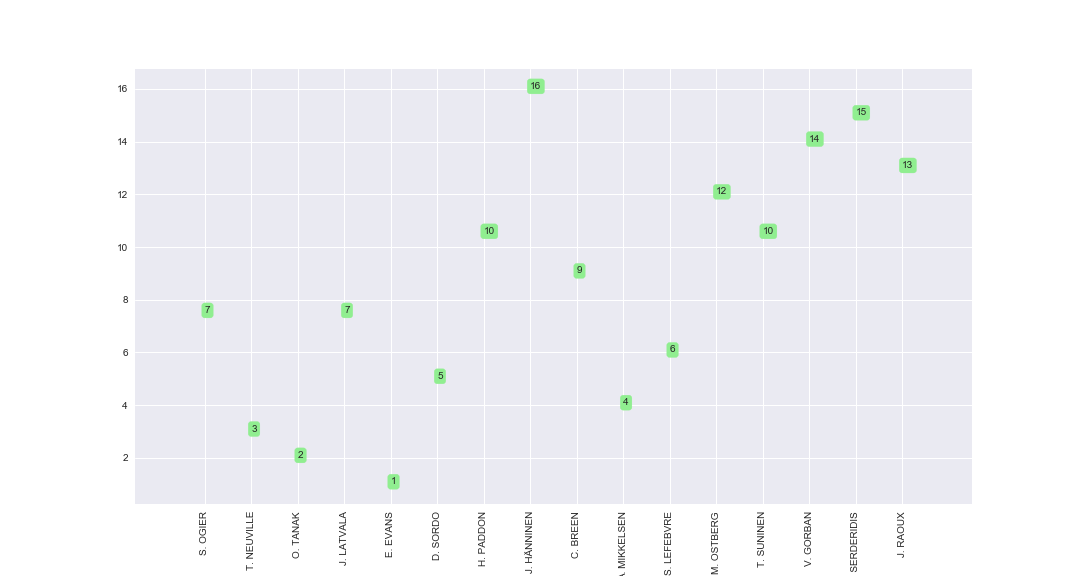 16
14
12
10
8
6
4
2
7
3
2
7
1
5
10
16
9
4
6
12
10
14
15
13
S. OGIER
T. NEUVILLE
O. TANAK
J. LATVALA
E. EVANS
D. SORDO
H. PADDON
J. HÄNNINEN
C. BREEN
MIKKELSEN
S. LEFEBVRE
M. OSTBERG
T. SUNINEN
V. GORBAN
SERDERIDIS
J. RAOUX